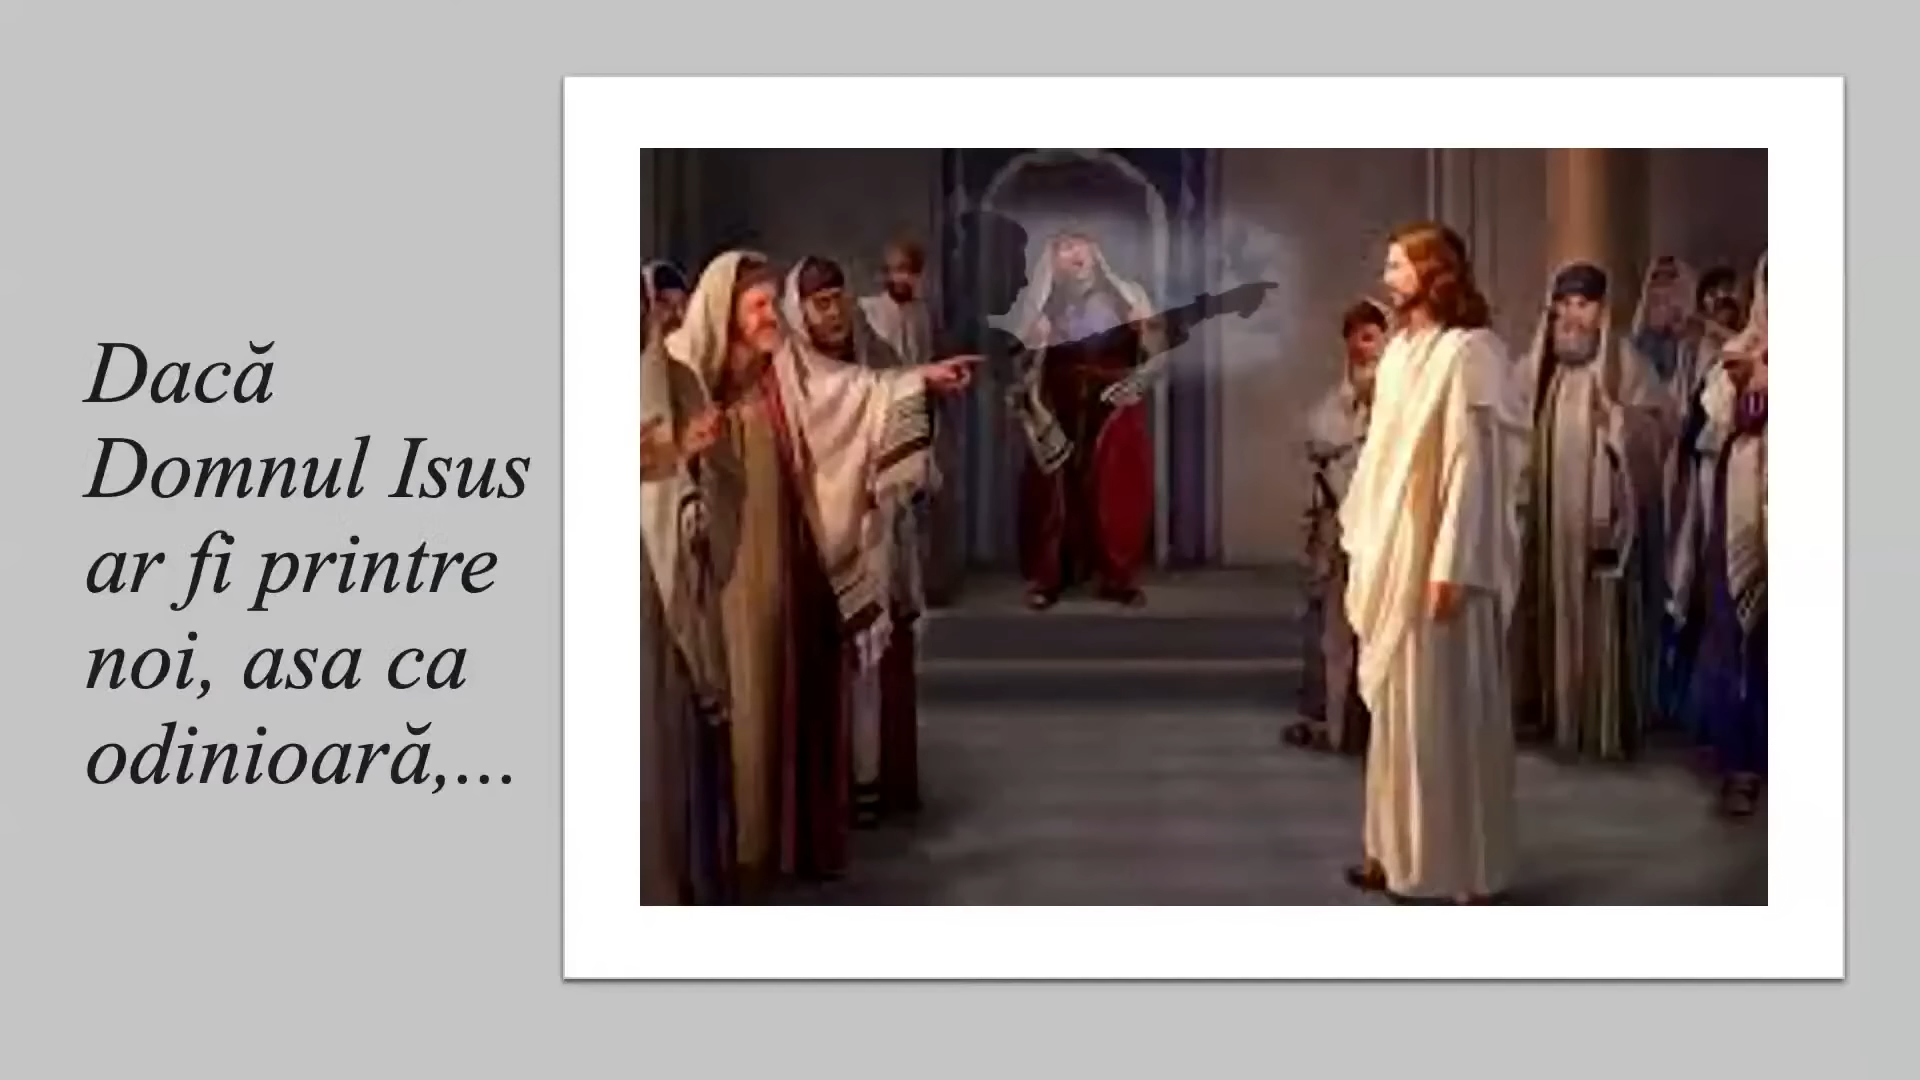 Dacă
Domnul Isus
ar fi printre
noi, asa ca
odinioară,...